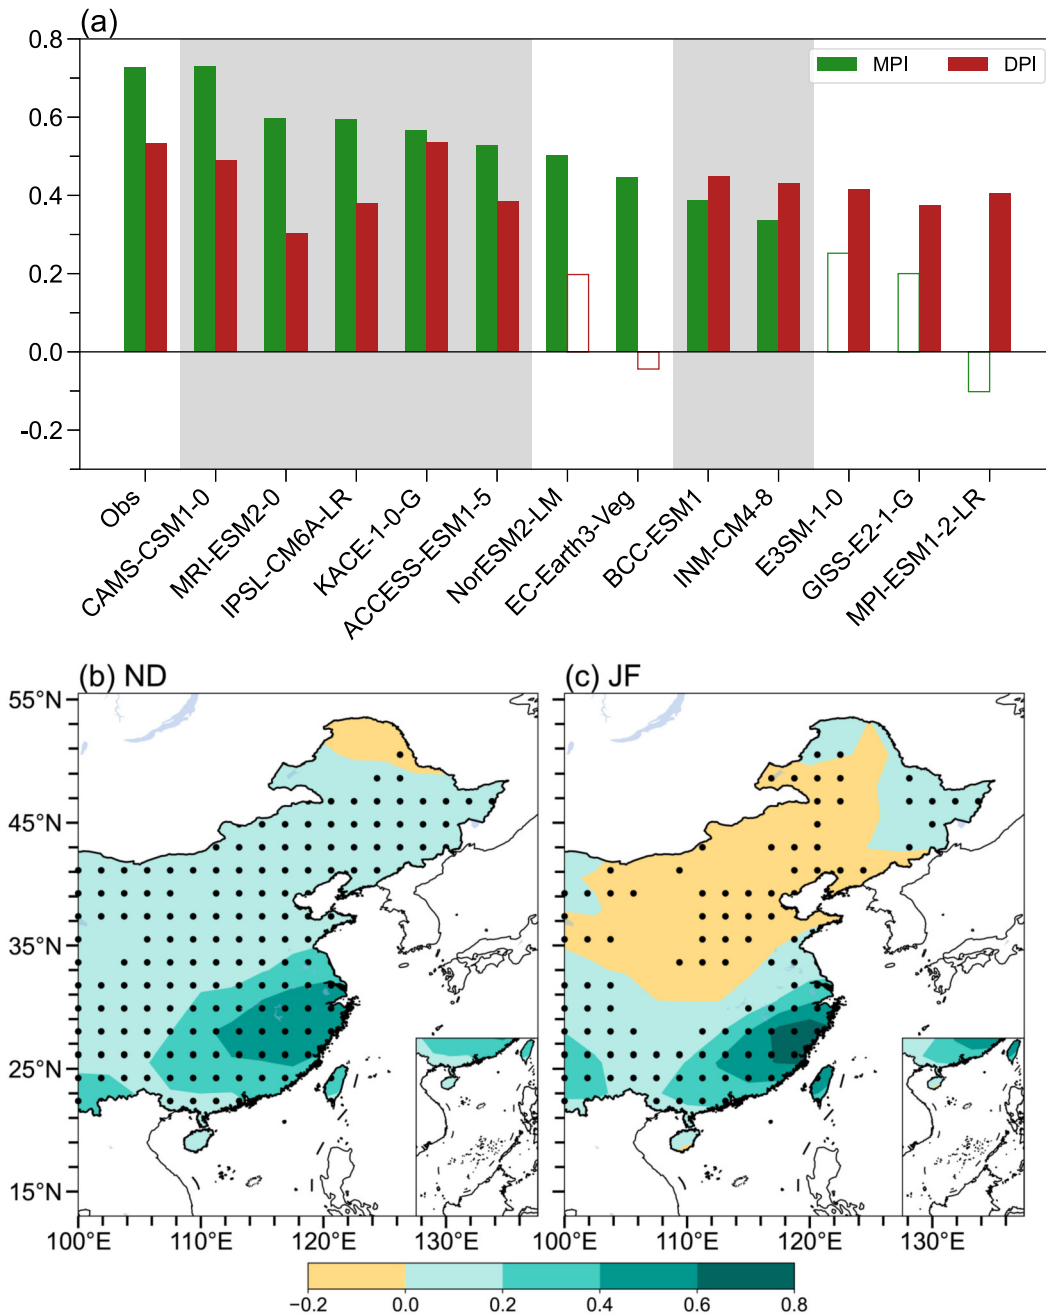 (a)
0.8
0.6
0.4
0.2
0.0
-0.2
MPI DPI
Obs
CAMS-CSM1-0
MRI-ESM2-0
IPSL-CM6A-LR
KACE-1-0-G
ACCESS-ESM1-5
NorESM2-LM
EC-Earth3-Veg
BCC-ESM1
INM-CM4-8
E3SM-1-0
GISS-E2-1-G
MPI-ESM1-2-LR
(b) ND
(c) JF
55°N
45°N
35°N
25°N
15°N
100°E 110°E 120°E 130°E 100°E 110°E 120°E 130°E
−0.2 0.0 0.2 0.4 0.6 0.8